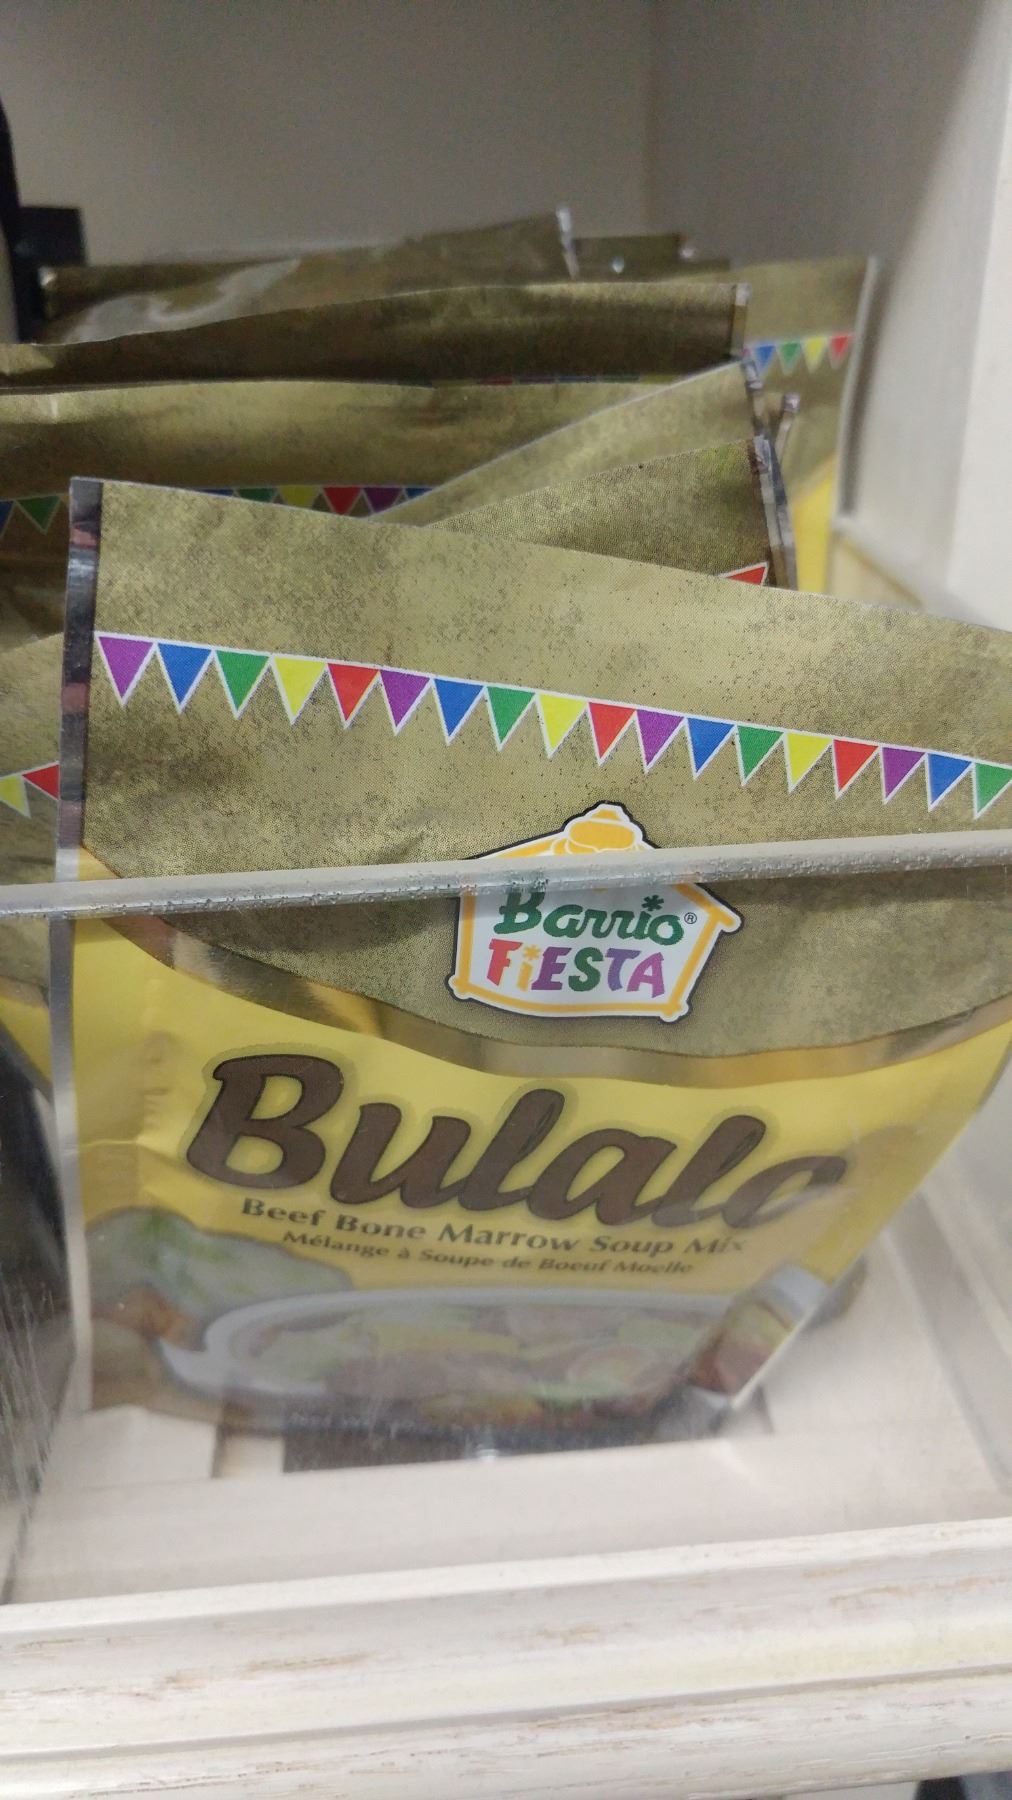 Barrio®
FiESTA
Bulalo
Beef Bone Marrow Soup Mix
Mélange à Soupe de Boeuf Moelle